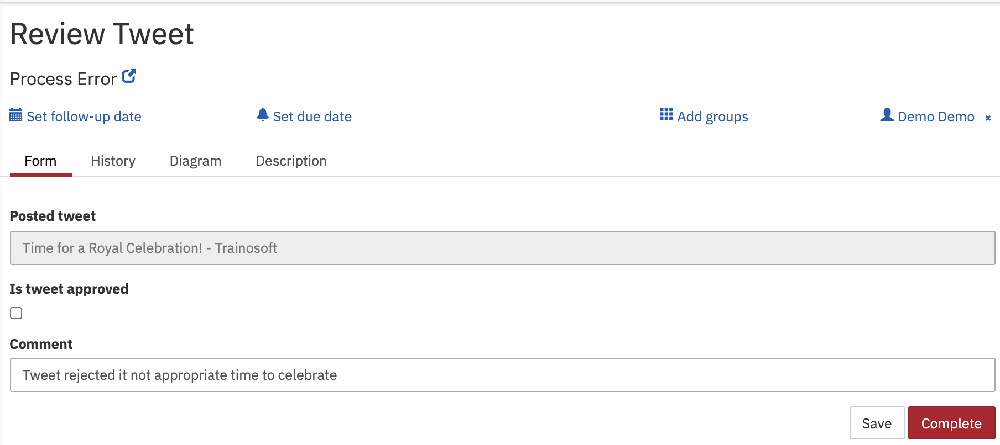 Review Tweet
Process Error
Set follow-up date Set due date Add groups Demo Demo ×
Form History Diagram Description
Posted tweet
Time for a Royal Celebration! - Trainosoft
Is tweet approved
Comment
Tweet rejected it not appropriate time to celebrate
Save Complete